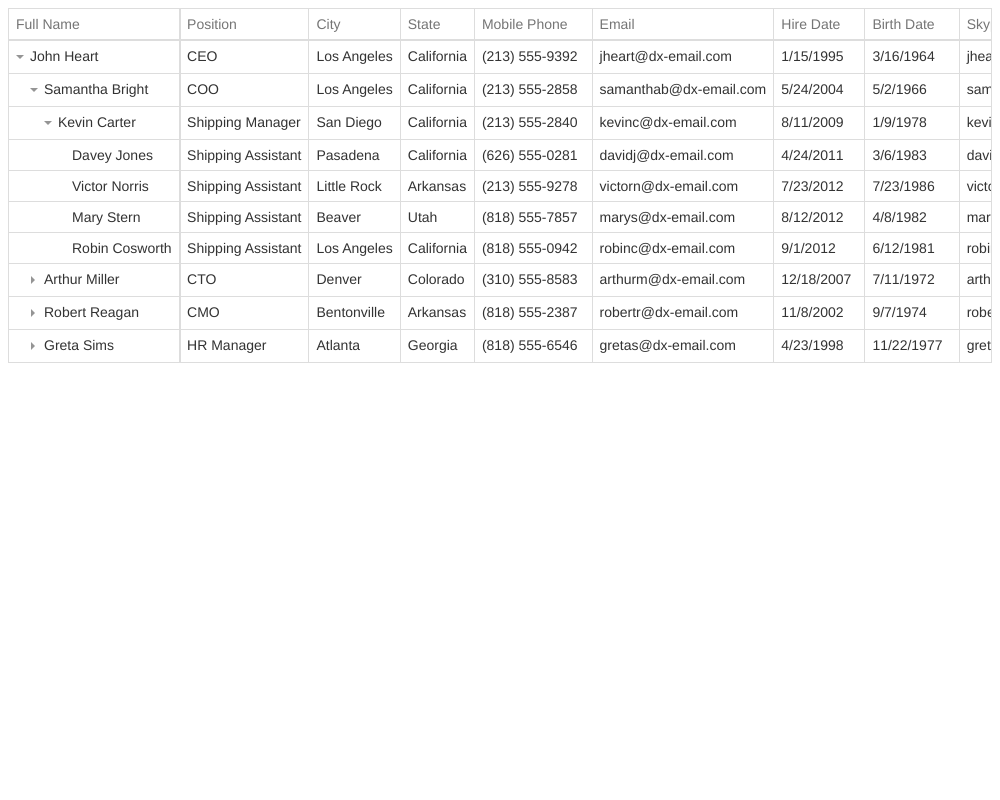 Full Name Position City State Mobile Phone Email Hire Date Birth Date Sky
John Heart CEO Los Angeles California (213) 555-9392 jheart@dx-email.com 1/15/1995 3/16/1964 jhea
Samantha Bright COO Los Angeles California (213) 555-2858 samanthab@dx-email.com 5/24/2004 5/2/1966 sam
Kevin Carter Shipping Manager San Diego California (213) 555-2840 kevinc@dx-email.com 8/11/2009 1/9/1978 kevi
Davey Jones Shipping Assistant Pasadena California (626) 555-0281 davidj@dx-email.com 4/24/2011 3/6/1983 davi
Victor Norris Shipping Assistant Little Rock Arkansas (213) 555-9278 victorn@dx-email.com 7/23/2012 7/23/1986 victo
Mary Stern Shipping Assistant Beaver Utah (818) 555-7857 marys@dx-email.com 8/12/2012 4/8/1982 mar
Robin Cosworth Shipping Assistant Los Angeles California (818) 555-0942 robinc@dx-email.com 9/1/2012 6/12/1981 robi
Arthur Miller CTO Denver Colorado (310) 555-8583 arthurm@dx-email.com 12/18/2007 7/11/1972 arth
Robert Reagan CMO Bentonville Arkansas (818) 555-2387 robertr@dx-email.com 11/8/2002 9/7/1974 robe
Greta Sims HR Manager Atlanta Georgia (818) 555-6546 gretas@dx-email.com 4/23/1998 11/22/1977 gret